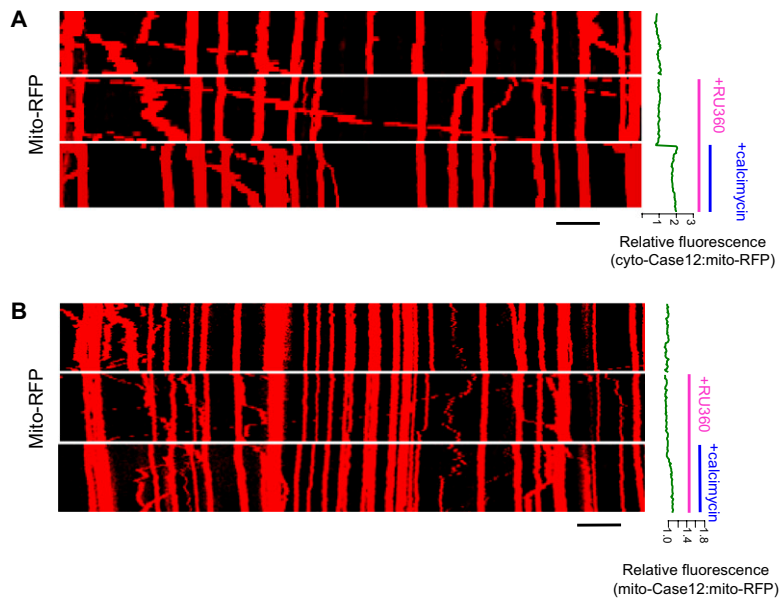 A
Mito-RFP
+RU360
+calcimycin
1 2 3
Relative fluorescence
(cyto-Case12:mito-RFP)
B
Mito-RFP
+RU360
+calcimycin
1.0 1.4 1.8
Relative fluorescence
(mito-Case12:mito-RFP)